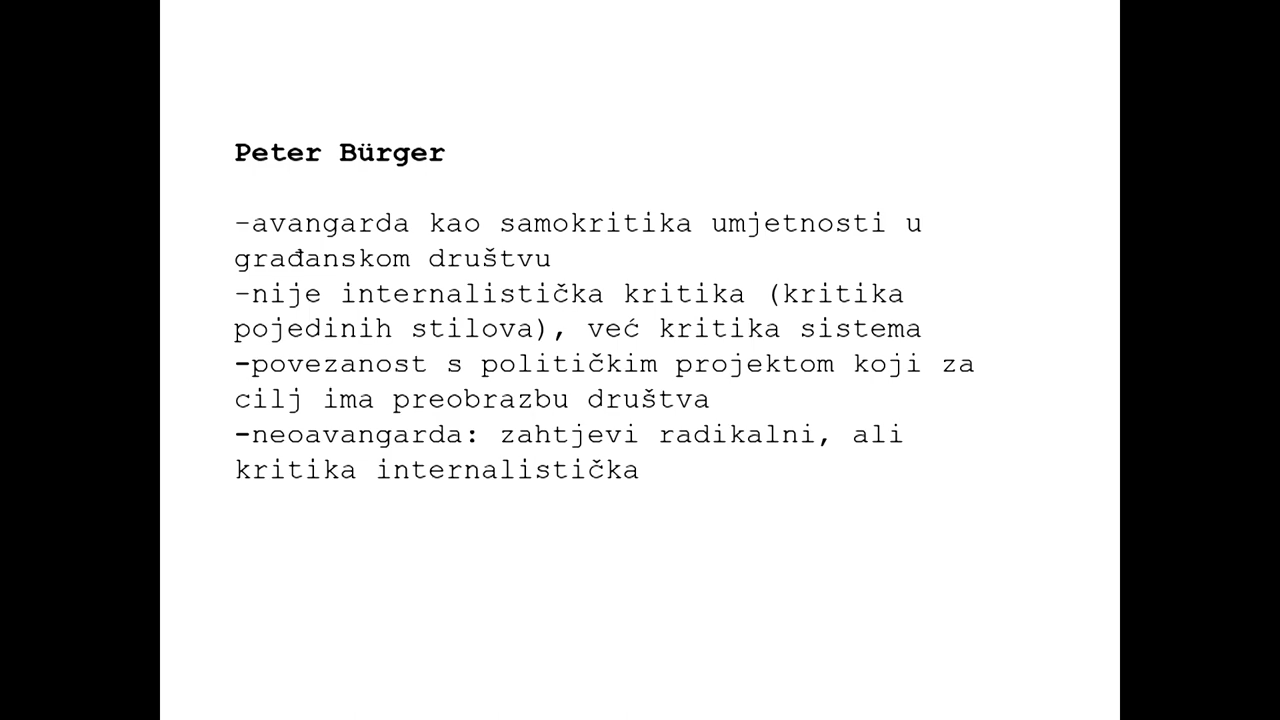 Peter Bürger
-avangarda kao samokritika umjetnosti u
građanskom društvu
-nije internalistička kritika (kritika
pojedinih stilova), već kritika sistema
-povezanost s političkim projektom koji za
cilj ima preobrazbu društva
-neoavangarda: zahtjevi radikalni, ali
kritika internalistička